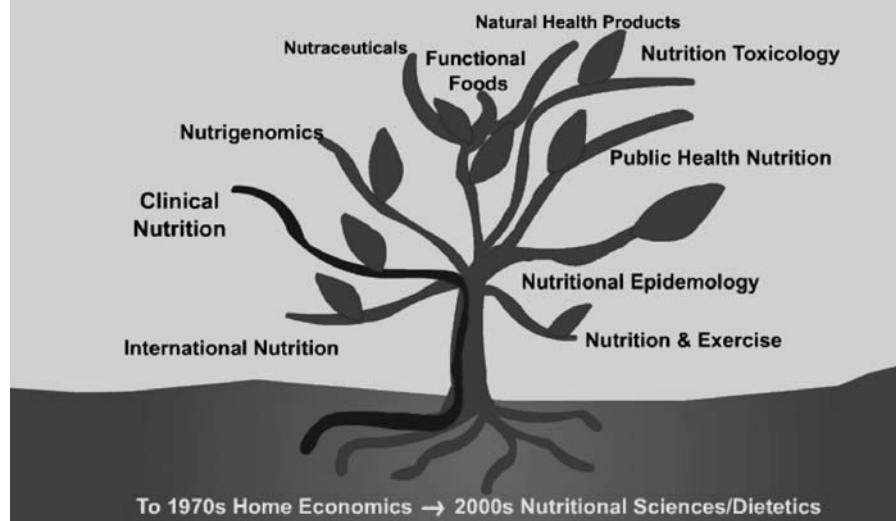 Natural Health Products
Nutraceuticals
Functional
Foods
Nutrition Toxicology
Nutrigenomics
Public Health Nutrition
Clinical
Nutrition
Nutritional Epidemology
International Nutrition
Nutrition & Exercise
To 1970s Home Economics → 2000s Nutritional Sciences/Dietetics